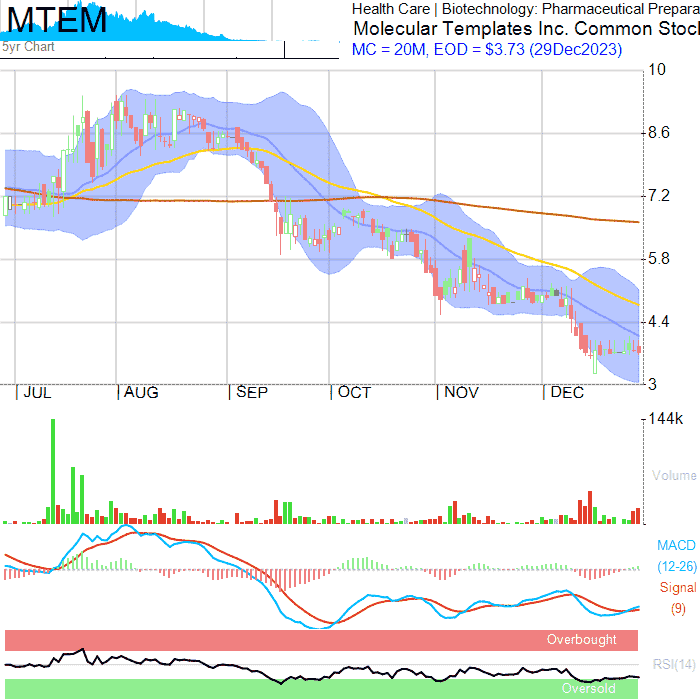 MTEM
5yr Chart
Health Care | Biotechnology: Pharmaceutical Prepara
Molecular Templates Inc. Common Stoc
MC = 20M, EOD = $3.73 (29Dec2023)
10
8.6
7.2
5.8
4.4
3
JUL AUG SEP OCT NOV DEC
144k
Volume
MACD
(12-26)
Signal
(9)
Overbought
RSI(14)
Oversold